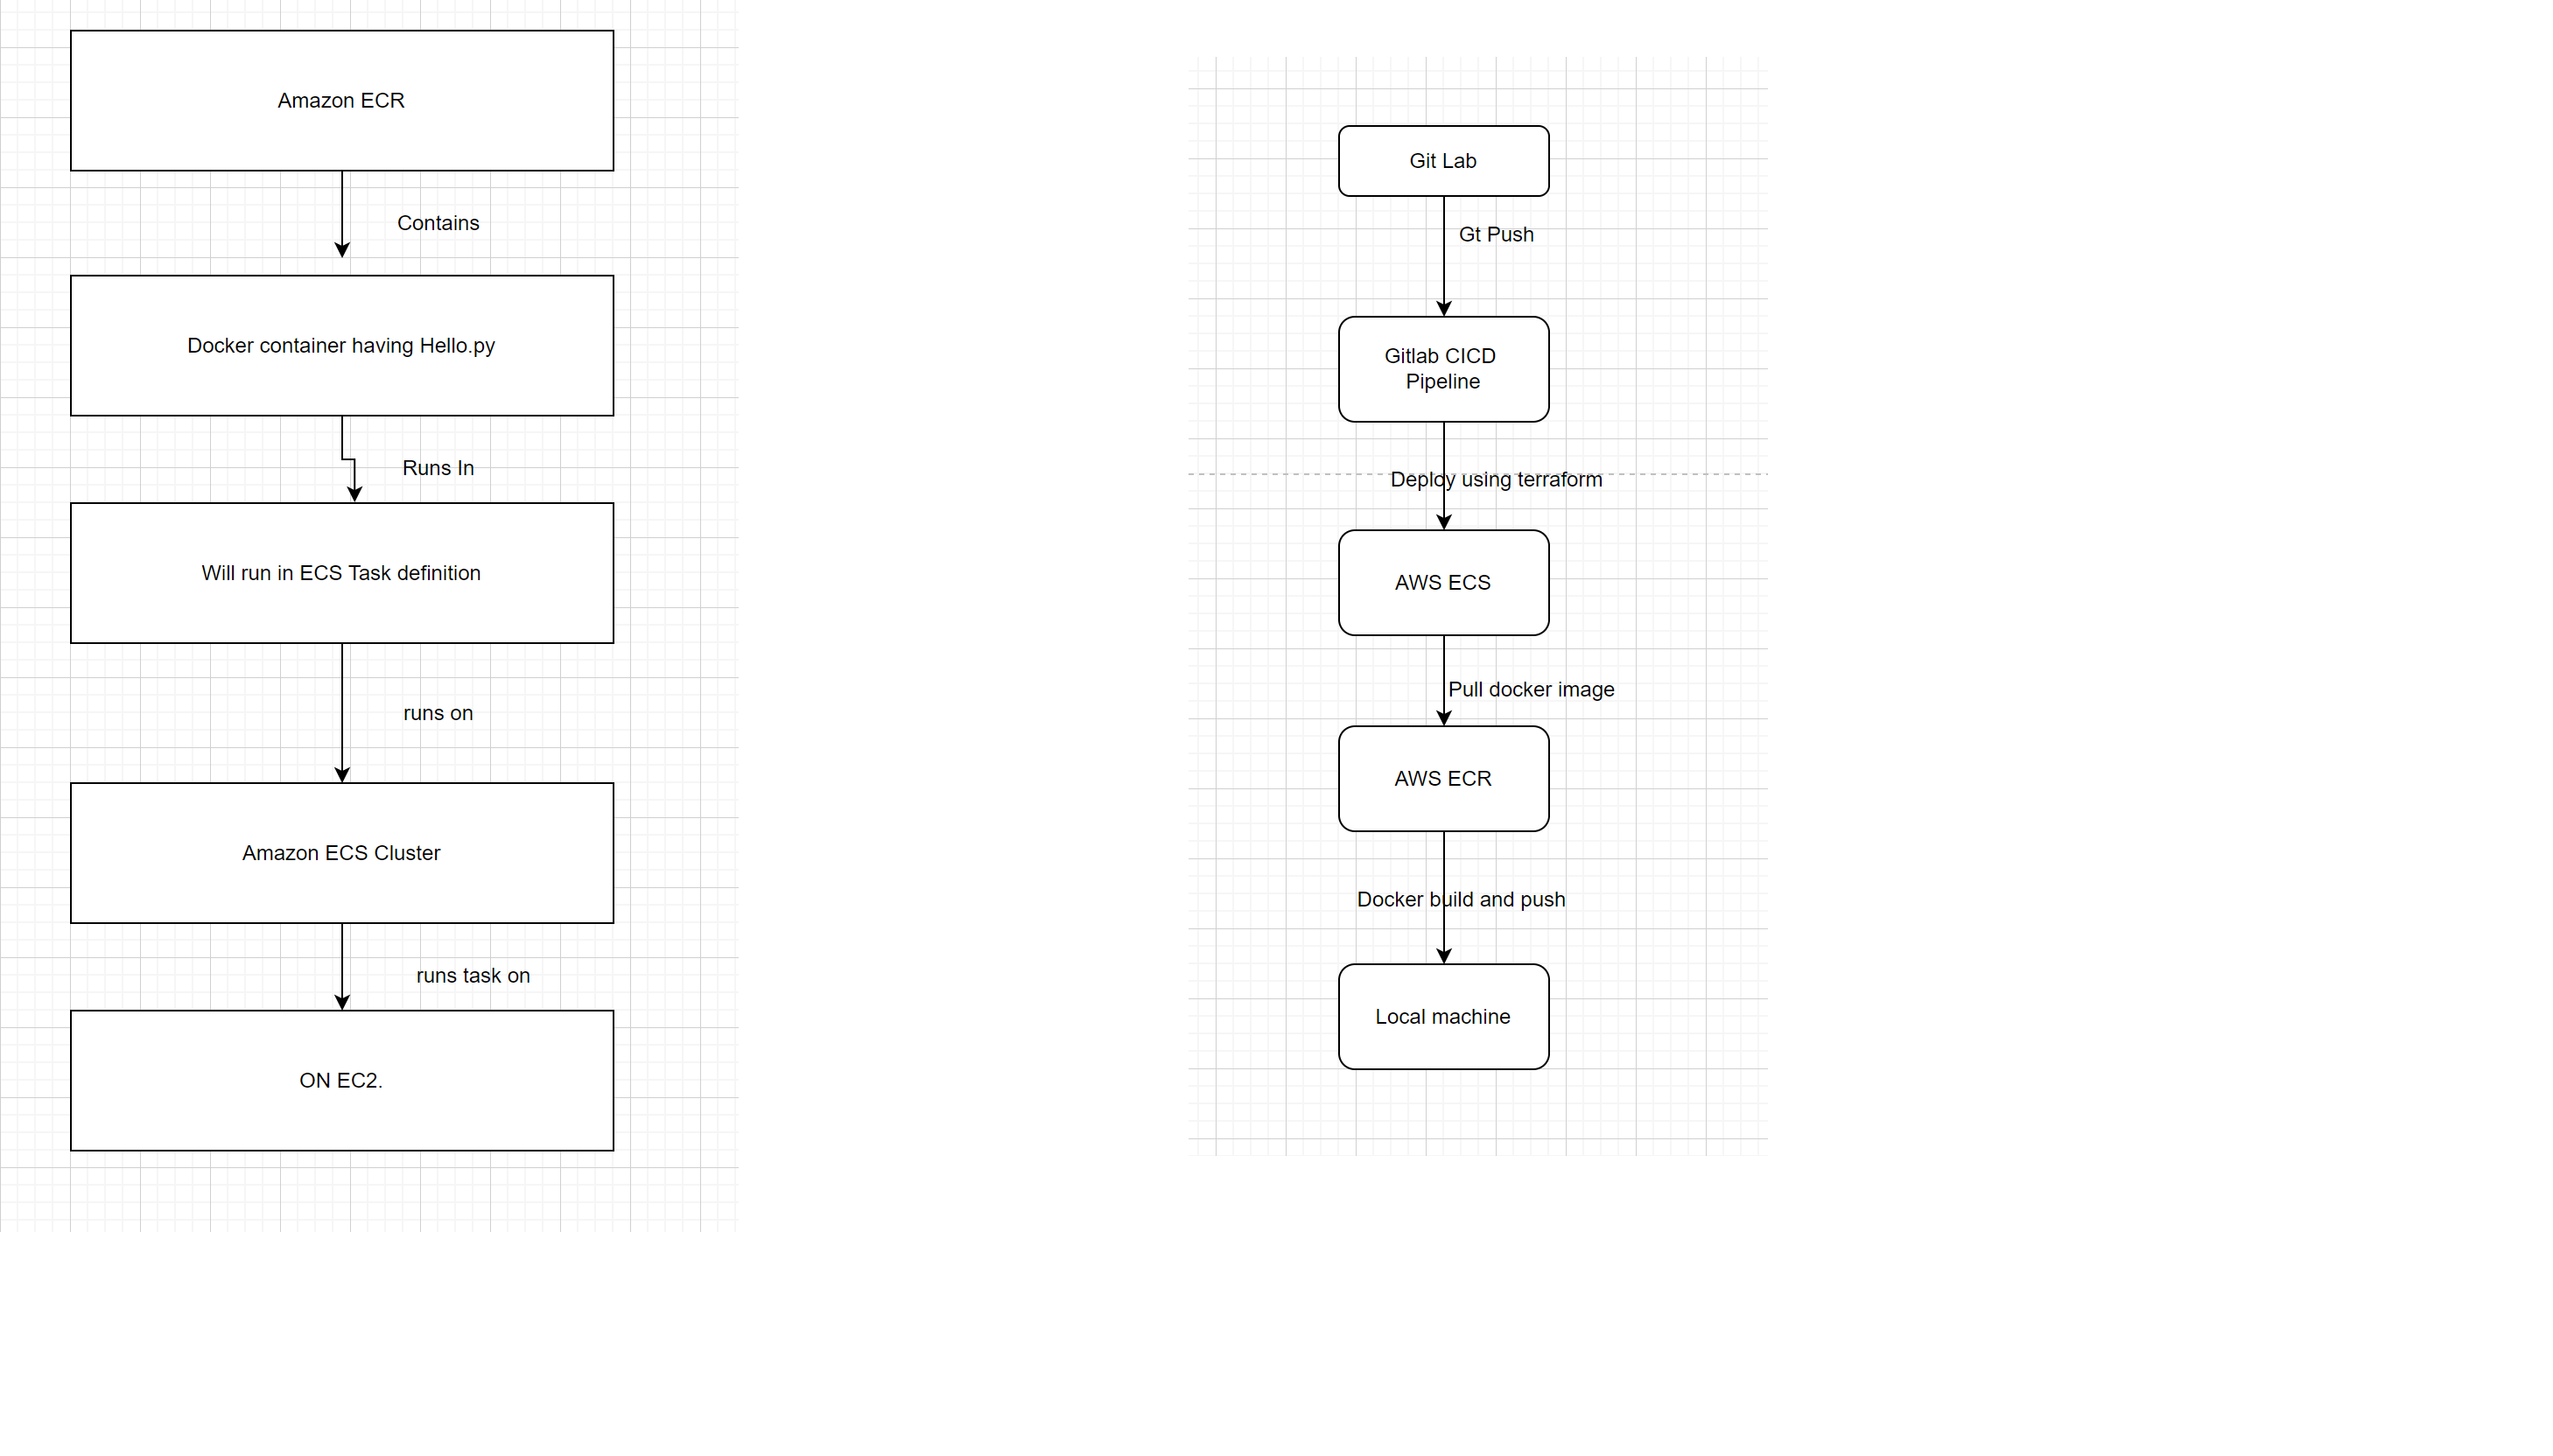 Amazon ECR
Contains
Docker container having Hello.py
Runs In
Will run in ECS Task definition
runs on
Amazon ECS Cluster
runs task on
ON EC2.
Git Lab
Gt Push
Gitlab CICD
Pipeline
Deploy using terraform
AWS ECS
Pull docker image
AWS ECR
Docker build and push
Local machine